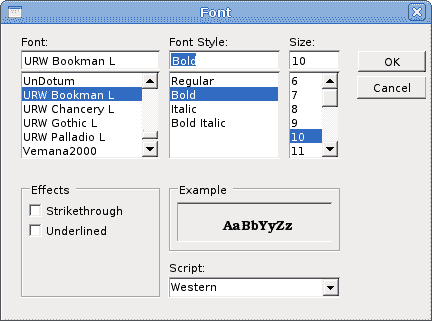 Font
Font: Font Style: Size:
URW Bookman L Bold 10 OK
UnDotum Regular 6
URW Bookman L Bold 7 Cancel
URW Chancery L Italic 8
URW Gothic L Bold Italic 9
URW Palladio L 10
Vemana2000 11
Effects Example
Strikethrough
Underlined AaBbYyZz
Script:
Western